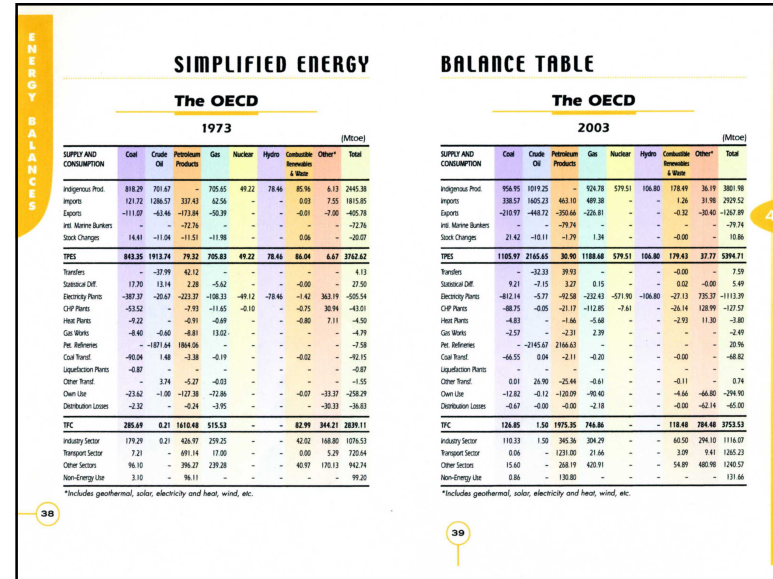 ENERGY BALANCES
SIMPLIFIED ENERGY
The OECD
1973
(Mtoe)
SUPPLY AND CONSUMPTION Coal Crude Oil Petroleum Products Gas Nuclear Hydro Combustible Renewables & Waste Other* Total
Indigenous Prod. 818.29 701.67 – 705.65 49.22 78.46 85.96 6.13 2445.38
Imports 121.72 1286.57 337.43 62.56 – – 0.03 7.55 1815.85
Exports –111.07 –63.46 –173.84 –50.39 – – –0.01 –7.00 –405.78
Intl. Marine Bunkers – – –72.76 – – – – – –72.76
Stock Changes 14.41 –11.04 –11.51 –11.98 – – 0.06 – –20.07
TPES 843.35 1913.74 79.32 705.83 49.22 78.46 86.04 6.67 3762.62
Transfers – –37.99 42.12 – – – – – 4.13
Statistical Diff. 17.70 13.14 2.28 –5.62 – – –0.00 – 27.50
Electricity Plants –387.37 –20.67 –223.37 –108.33 –49.12 –78.46 –1.42 363.19 –505.54
CHP Plants –53.52 – –7.93 –11.65 –0.10 – –0.75 30.94 –43.01
Heat Plants –9.22 – –0.91 –0.69 – – –0.80 7.11 –4.50
Gas Works –8.40 –0.60 –8.81 13.02 – – – – –4.79
Pet. Refineries – –1871.64 1864.06 – – – – – –7.58
Coal Transf. –90.04 1.48 –3.38 –0.19 – – –0.02 – –92.15
Liquefaction Plants –0.87 – – – – – – – –0.87
Other Transf. – 3.74 –5.27 –0.03 – – – – –1.55
Own Use –23.62 –1.00 –127.38 –72.86 – – –0.07 –33.37 –258.29
Distribution Losses –2.32 – –0.24 –3.95 – – – –30.33 –36.83
TFC 285.69 0.21 1610.48 515.53 – – 82.99 344.21 2839.11
Industry Sector 179.29 0.21 426.97 259.25 – – 42.02 168.80 1076.53
Transport Sector 7.21 – 691.14 17.00 – – 0.00 5.29 720.64
Other Sectors 96.10 – 396.27 239.28 – – 40.97 170.13 942.74
Non-Energy Use 3.10 – 96.11 – – – – – 99.20
*Includes geothermal, solar, electricity and heat, wind, etc.
38
BALANCE TABLE
The OECD
2003
(Mtoe)
SUPPLY AND CONSUMPTION Coal Crude Oil Petroleum Products Gas Nuclear Hydro Combustible Renewables & Waste Other* Total
Indigenous Prod. 956.95 1019.25 – 924.78 579.51 106.80 178.49 36.19 3801.98
Imports 338.57 1605.23 463.10 489.38 – – 1.26 31.98 2929.52
Exports –210.97 –448.72 –350.66 –226.81 – – –0.32 –30.40 –1267.89
Intl. Marine Bunkers – – –79.74 – – – – – –79.74
Stock Changes 21.42 –10.11 –1.79 1.34 – – –0.00 – 10.86
TPES 1105.97 2165.65 30.90 1188.68 579.51 106.80 179.43 37.77 5394.71
Transfers – –32.33 39.93 – – – –0.00 – 7.59
Statistical Diff. 9.21 –7.15 3.27 0.15 – – 0.02 –0.00 5.49
Electricity Plants –812.14 –5.77 –92.58 –232.43 –571.90 –106.80 –27.13 735.37 –1113.39
CHP Plants –88.75 –0.05 –21.17 –112.85 –7.61 – –26.14 128.99 –127.57
Heat Plants –4.83 – –1.66 –5.68 – – –2.93 11.30 –3.80
Gas Works –2.57 – –2.31 2.39 – – – – –2.49
Pet. Refineries – –2145.67 2166.63 – – – – – 20.96
Coal Transf. –66.55 0.04 –2.11 –0.20 – – –0.00 – –68.82
Liquefaction Plants – – – – – – – – –
Other Transf. 0.01 26.90 –25.44 –0.61 – – –0.11 – 0.74
Own Use –12.82 –0.12 –120.09 –90.40 – – –4.66 –66.80 –294.90
Distribution Losses –0.67 –0.00 –0.00 –2.18 – – –0.00 –62.14 –65.00
TFC 126.85 1.50 1975.35 746.86 – – 118.48 784.48 3753.53
Industry Sector 110.33 1.50 345.36 304.29 – – 60.50 294.10 1116.07
Transport Sector 0.06 – 1231.00 21.66 – – 3.09 9.41 1265.23
Other Sectors 15.60 – 268.19 420.91 – – 54.89 480.98 1240.57
Non-Energy Use 0.86 – 130.80 – – – – – 131.66
*Includes geothermal, solar, electricity and heat, wind, etc.
39
4